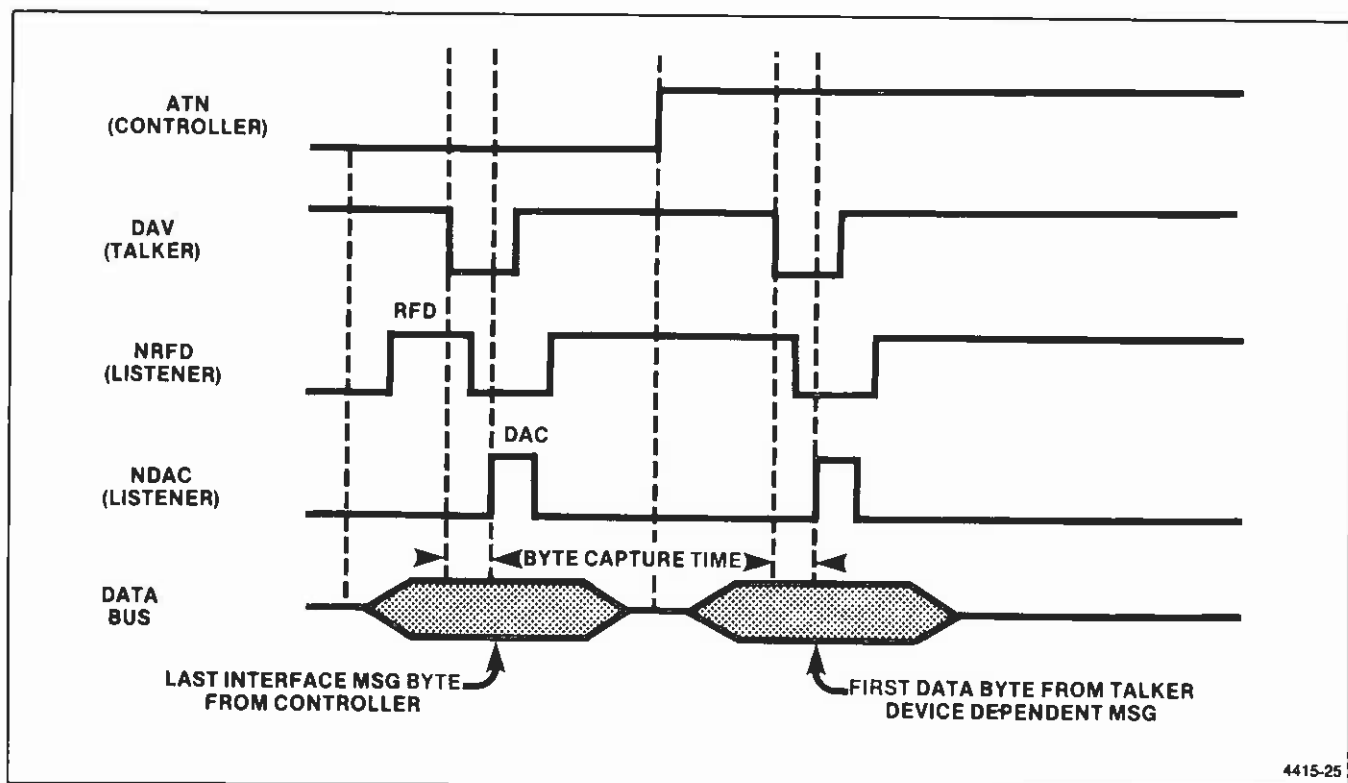 ATN
(CONTROLLER)
DAV
(TALKER)
RFD
NRFD
(LISTENER)
DAC
NDAC
(LISTENER)
BYTE CAPTURE TIME
DATA
BUS
LAST INTERFACE MSG BYTE
FROM CONTROLLER
FIRST DATA BYTE FROM TALKER
DEVICE DEPENDENT MSG
4415-25